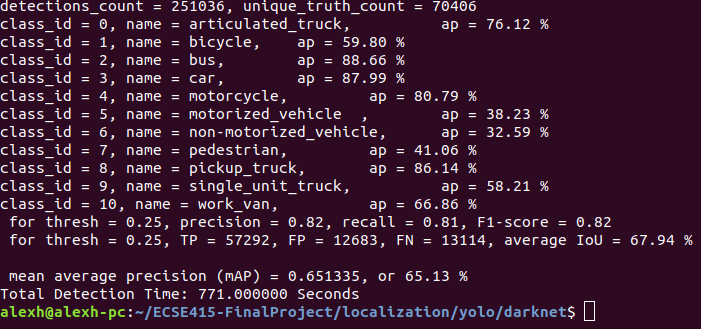 detections_count = 251036, unique_truth_count = 70406
class_id = 0, name = articulated_truck, ap = 76.12 %
class_id = 1, name = bicycle, ap = 59.80 %
class_id = 2, name = bus, ap = 88.66 %
class_id = 3, name = car, ap = 87.99 %
class_id = 4, name = motorcycle, ap = 80.79 %
class_id = 5, name = motorized_vehicle , ap = 38.23 %
class_id = 6, name = non-motorized_vehicle, ap = 32.59 %
class_id = 7, name = pedestrian, ap = 41.06 %
class_id = 8, name = pickup_truck, ap = 86.14 %
class_id = 9, name = single_unit_truck, ap = 58.21 %
class_id = 10, name = work_van, ap = 66.86 %
for thresh = 0.25, precision = 0.82, recall = 0.81, F1-score = 0.82
for thresh = 0.25, TP = 57292, FP = 12683, FN = 13114, average IoU = 67.94 %
mean average precision (mAP) = 0.651335, or 65.13 %
Total Detection Time: 771.000000 Seconds
alexh@alexh-pc:~/ECSE415-FinalProject/localization/yolo/darknet$